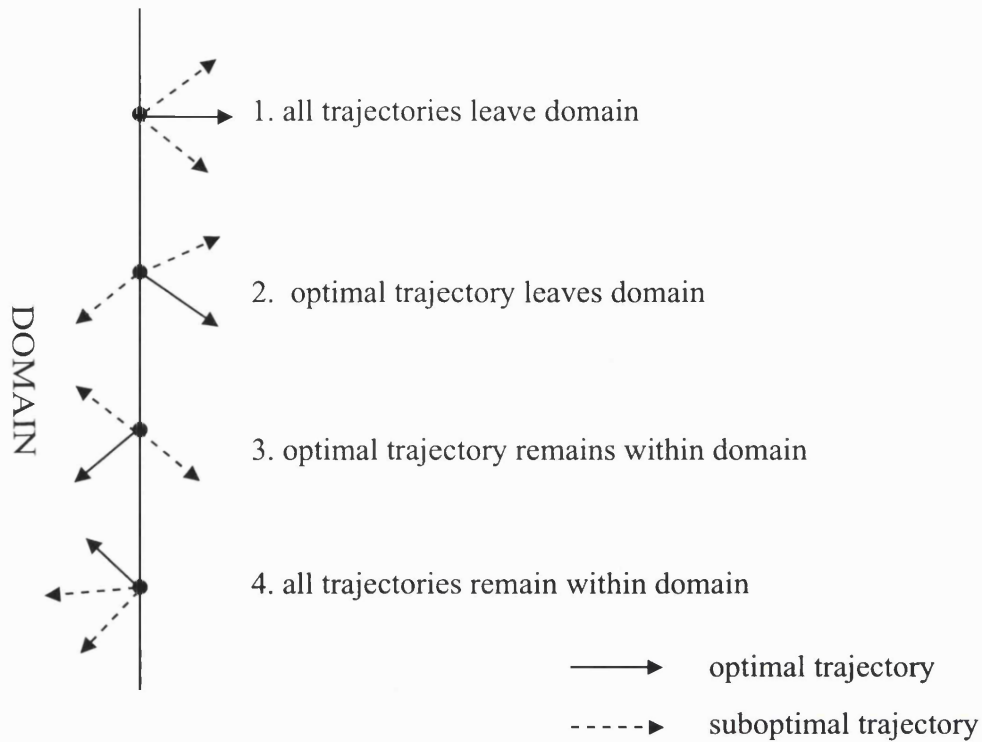 1. all trajectories leave domain
2. optimal trajectory leaves domain
DOMAIN
3. optimal trajectory remains within domain
4. all trajectories remain within domain
optimal trajectory
suboptimal trajectory